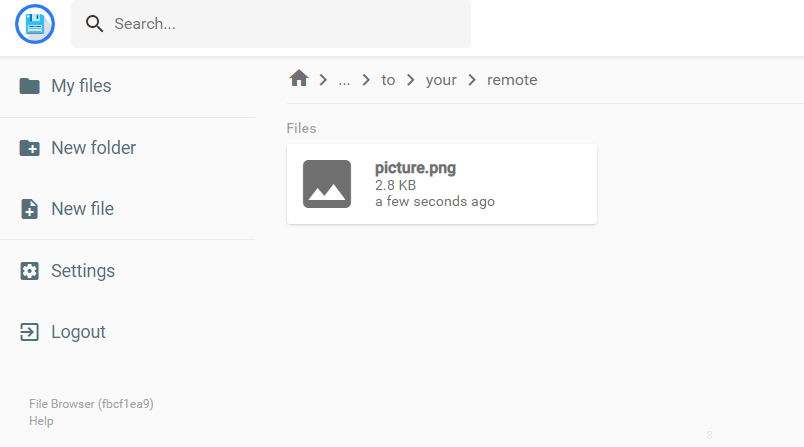 Search...
My files
New folder
New file
Settings
Logout
File Browser (fbcf1ea9)
Help
... to your remote
Files
picture.png
2.8 KB
a few seconds ago